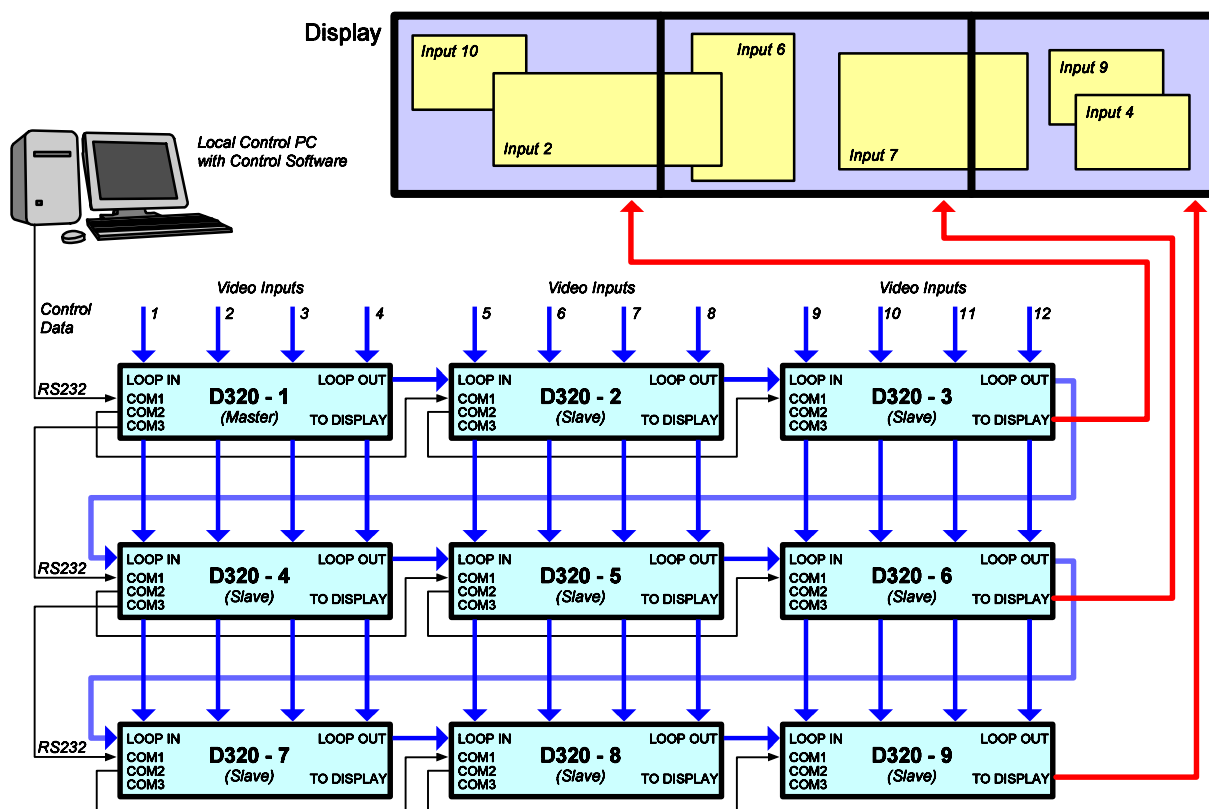 Display
Input 10
Input 6
Input 9
Input 4
Input 2
Input 7
Local Control PC
with Control Software
Control
Data
Video Inputs
Video Inputs
Video Inputs
1 2 3 4 5 6 7 8 9 10 11 12
RS232
LOOP IN
LOOP OUT
D320 - 1
(Master)
COM1
COM2
COM3
TO DISPLAY
LOOP IN
LOOP OUT
D320 - 2
(Slave)
COM1
COM2
COM3
TO DISPLAY
LOOP IN
LOOP OUT
D320 - 3
(Slave)
COM1
COM2
COM3
TO DISPLAY
RS232
LOOP IN
LOOP OUT
D320 - 4
(Slave)
COM1
COM2
COM3
TO DISPLAY
LOOP IN
LOOP OUT
D320 - 5
(Slave)
COM1
COM2
COM3
TO DISPLAY
LOOP IN
LOOP OUT
D320 - 6
(Slave)
COM1
COM2
COM3
TO DISPLAY
RS232
LOOP IN
LOOP OUT
D320 - 7
(Slave)
COM1
COM2
COM3
TO DISPLAY
LOOP IN
LOOP OUT
D320 - 8
(Slave)
COM1
COM2
COM3
TO DISPLAY
LOOP IN
LOOP OUT
D320 - 9
(Slave)
COM1
COM2
COM3
TO DISPLAY